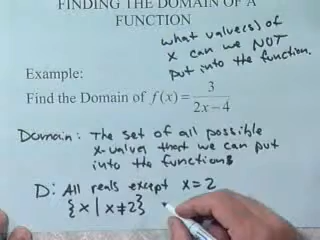 FINDING THE DOMAIN OF A
FUNCTION
what value(s) of
x can we NOT
put into the function.
Example:
Find the Domain of f(x) = 3 / (2x − 4)
Domain: The set of all possible
x-values that we can put
into the functions
D: All reals except x=2
{x | x≠2}